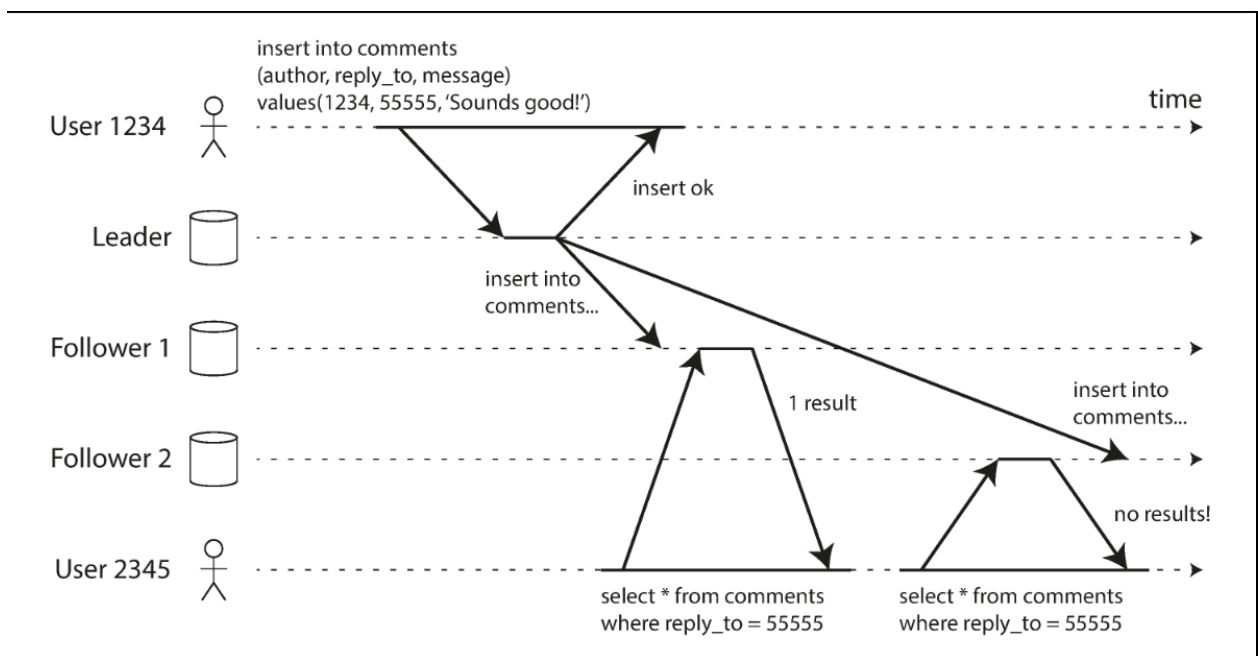 insert into comments
(author, reply_to, message)
values(1234, 55555, ‘Sounds good!’)
time
User 1234
insert ok
Leader
insert into
comments...
Follower 1
1 result
insert into
comments...
Follower 2
no results!
User 2345
select * from comments
where reply_to = 55555
select * from comments
where reply_to = 55555